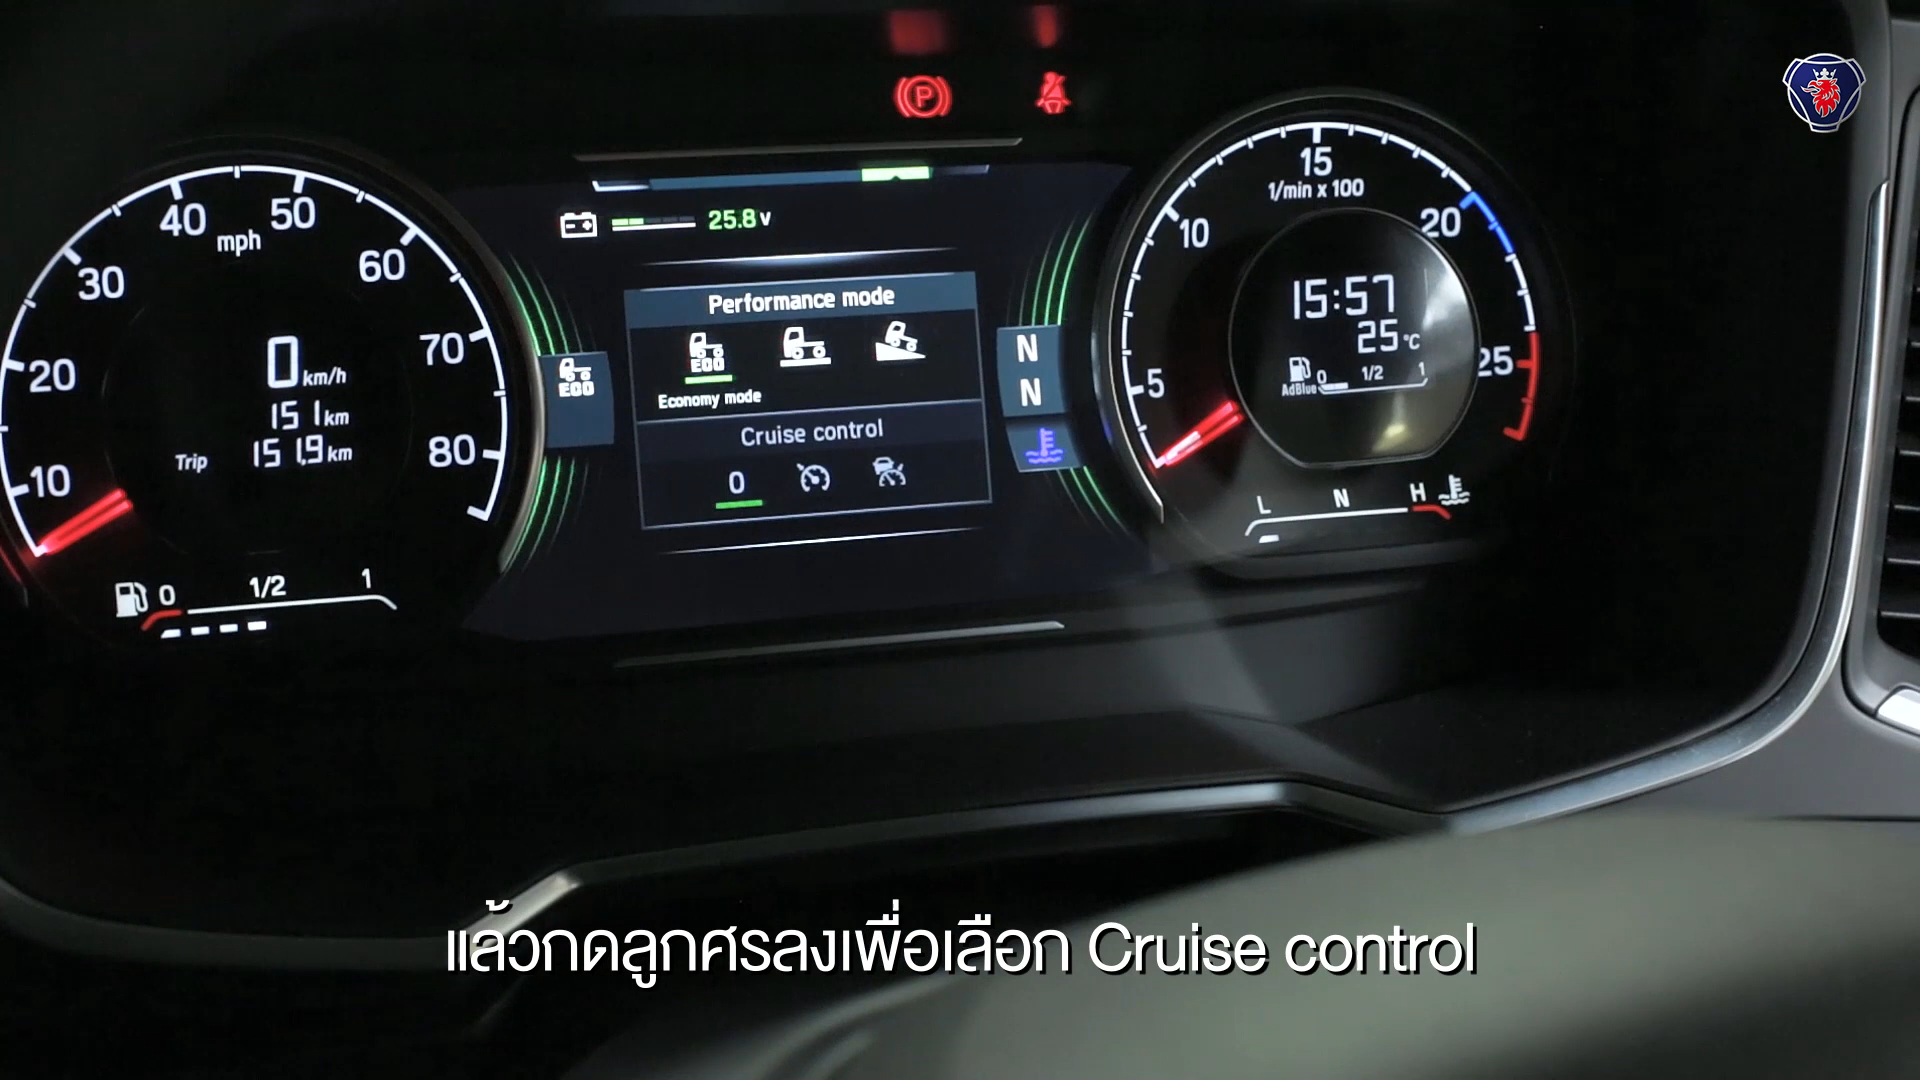 40
50
mph
30
60
20
70
10
80
0 km/h
151 km
Trip 151,9 km
0 1/2 1
25.8 V
Performance mode
ECO
ECO
Economy mode
Cruise control
0
N
N
P
15
1/min x 100
10
20
5
25
15:57
25 °C
AdBlue 0 1/2 1
L N H
แล้วกดลูกศรลงเพื่อเลือก Cruise control